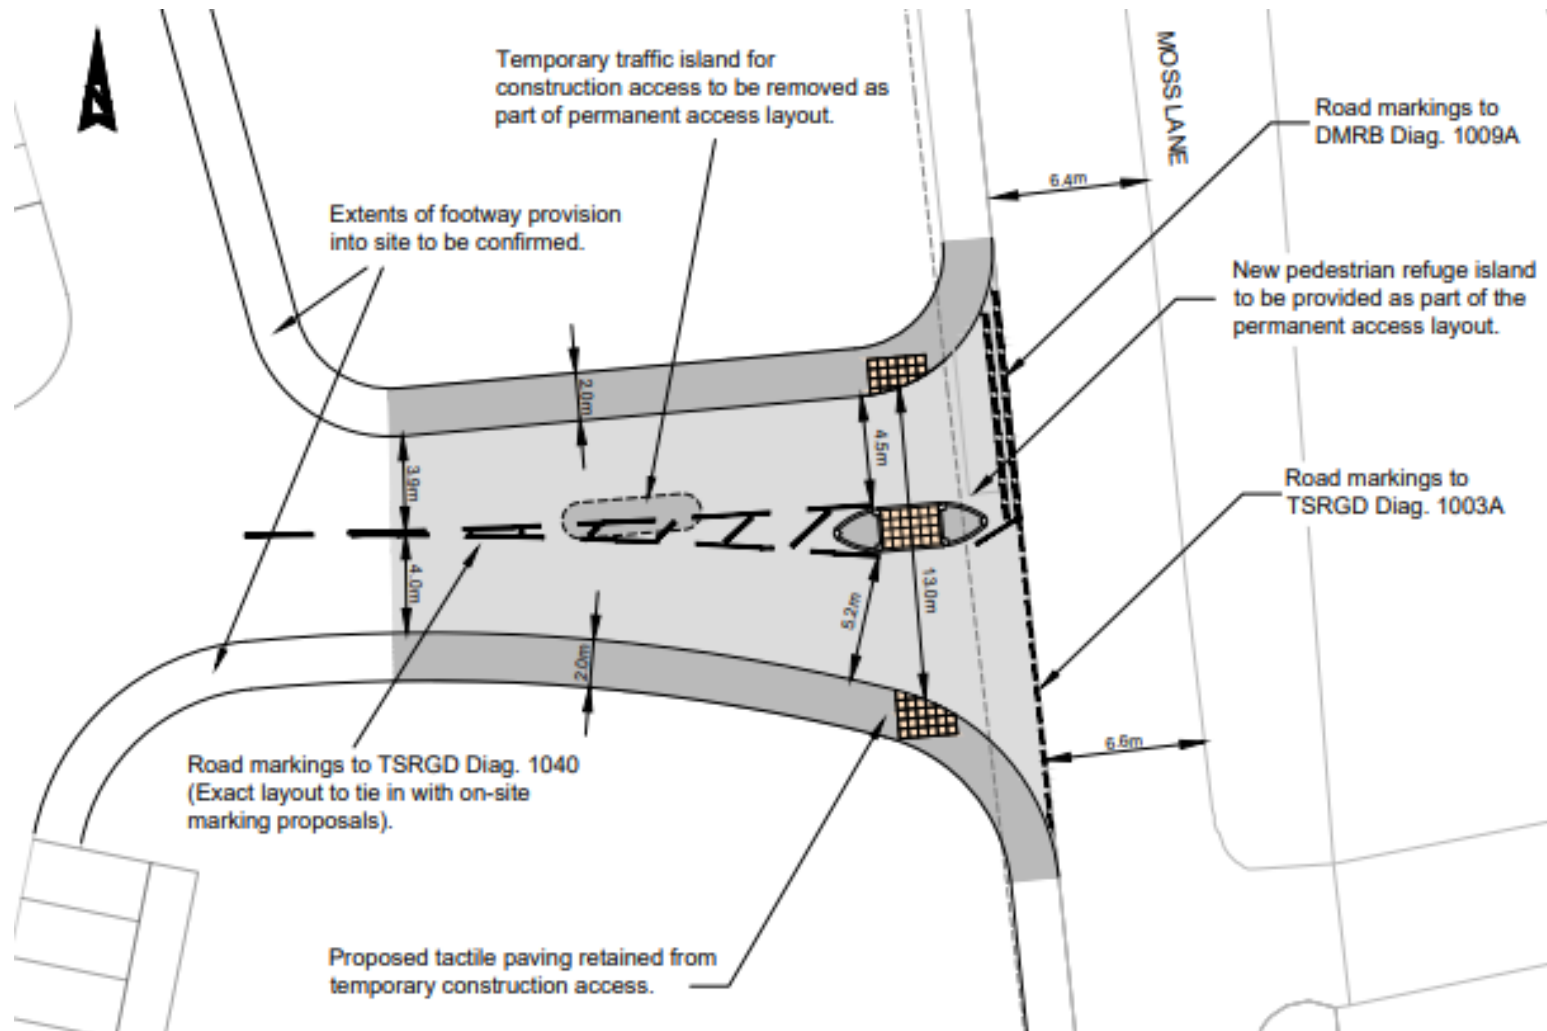 Temporary traffic island for
construction access to be removed as
part of permanent access layout.
MOSS LANE
Road markings to
DMRB Diag. 1009A
6.4m
Extents of footway provision
into site to be confirmed.
New pedestrian refuge island
to be provided as part of the
permanent access layout.
2.0m
4.5m
3.9m
Road markings to
TSRGD Diag. 1003A
4.0m
13.0m
5.2m
2.0m
6.6m
Road markings to TSRGD Diag. 1040
(Exact layout to tie in with on-site
marking proposals).
Proposed tactile paving retained from
temporary construction access.